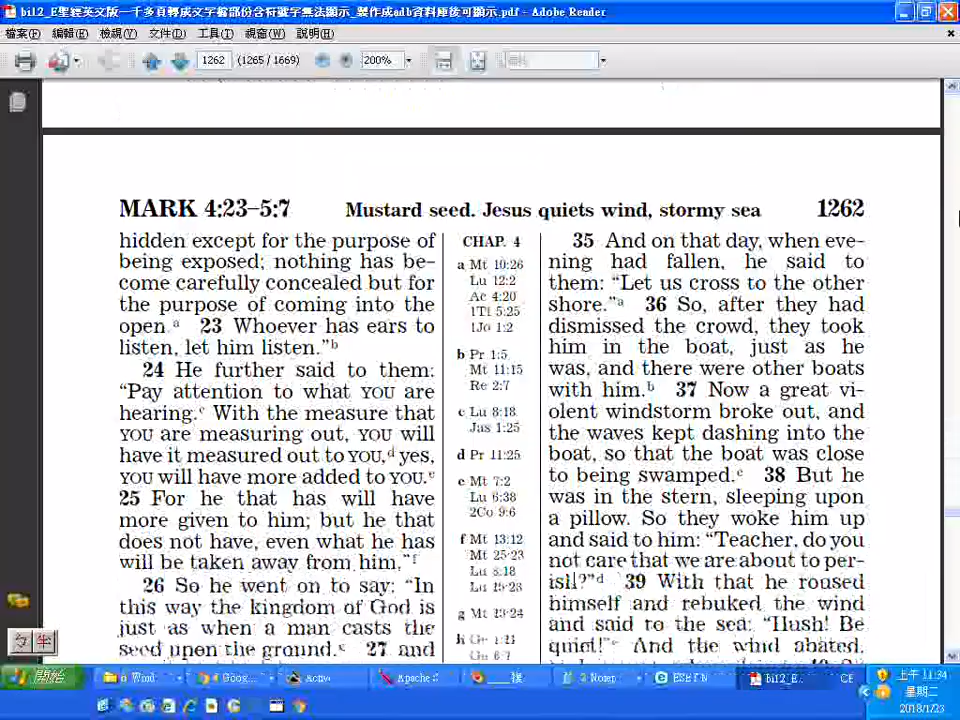 bi12_E聖經英文版一千多頁轉成文字檔部份含符號字無法顯示_製作成adb資料庫後可顯示.pdf - Adobe Reader
檔案(F) 編輯(E) 檢視(V) 文件(D) 工具(T) 視窗(W) 說明(H)
1262 (1265 / 1669) 200%
MARK 4:23–5:7 Mustard seed. Jesus quiets wind, stormy sea 1262
hidden except for the purpose of
being exposed; nothing has be-
come carefully concealed but for
the purpose of coming into the
open.a 23 Whoever has ears to
listen, let him listen.”b
24 He further said to them:
“Pay attention to what YOU are
hearing.c With the measure that
YOU are measuring out, YOU will
have it measured out to YOU,d yes,
YOU will have more added to YOU.e
25 For he that has will have
more given to him; but he that
does not have, even what he has
will be taken away from him.”f
26 So he went on to say: “In
this way the kingdom of God is
just as when a man casts the
seed upon the ground.g 27 and
CHAP. 4
a Mt 10:26
Lu 12:2
Ac 4:20
1Ti 5:25
1Jo 1:2
b Pr 1:5
Mt 11:15
Re 2:7
c Lu 8:18
Jas 1:25
d Pr 11:25
e Mt 7:2
Lu 6:38
2Co 9:6
f Mt 13:12
Mt 25:23
Lu 8:18
Lu 19:26
g Mt 13:24
h Ge 1:11
35 And on that day, when eve-
ning had fallen, he said to
them: “Let us cross to the other
shore.”a 36 So, after they had
dismissed the crowd, they took
him in the boat, just as he
was, and there were other boats
with him.b 37 Now a great vi-
olent windstorm broke out, and
the waves kept dashing into the
boat, so that the boat was close
to being swamped.c 38 But he
was in the stern, sleeping upon
a pillow. So they woke him up
and said to him: “Teacher, do you
not care that we are about to per-
ish?”d 39 With that he roused
himself and rebuked the wind
and said to the sea: “Hush! Be
quiet!”e And the wind abated,
開始 Wind Goog... Activ Apache 2 Notep ESET N bi12_E... CE 上午 11:34
星期二
2018/1/23